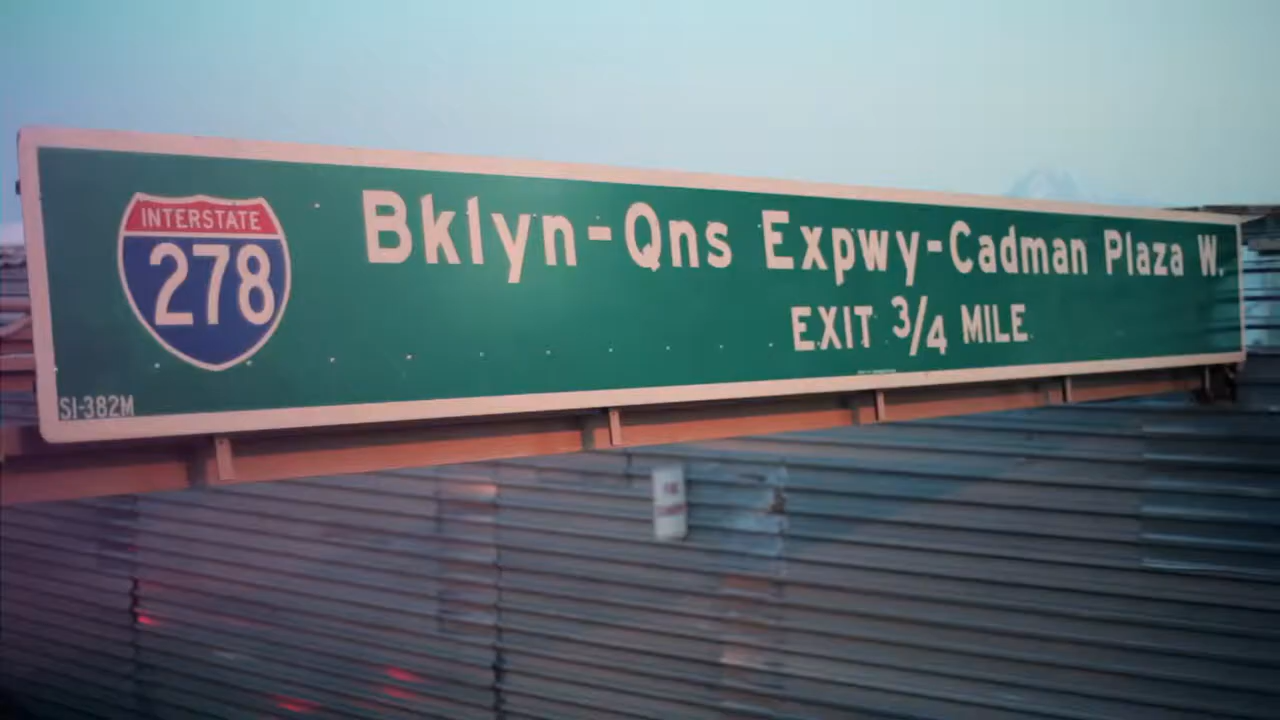 INTERSTATE
278
Bklyn-Qns Expwy-Cadman Plaza W.
EXIT 3/4 MILE
SI-382M